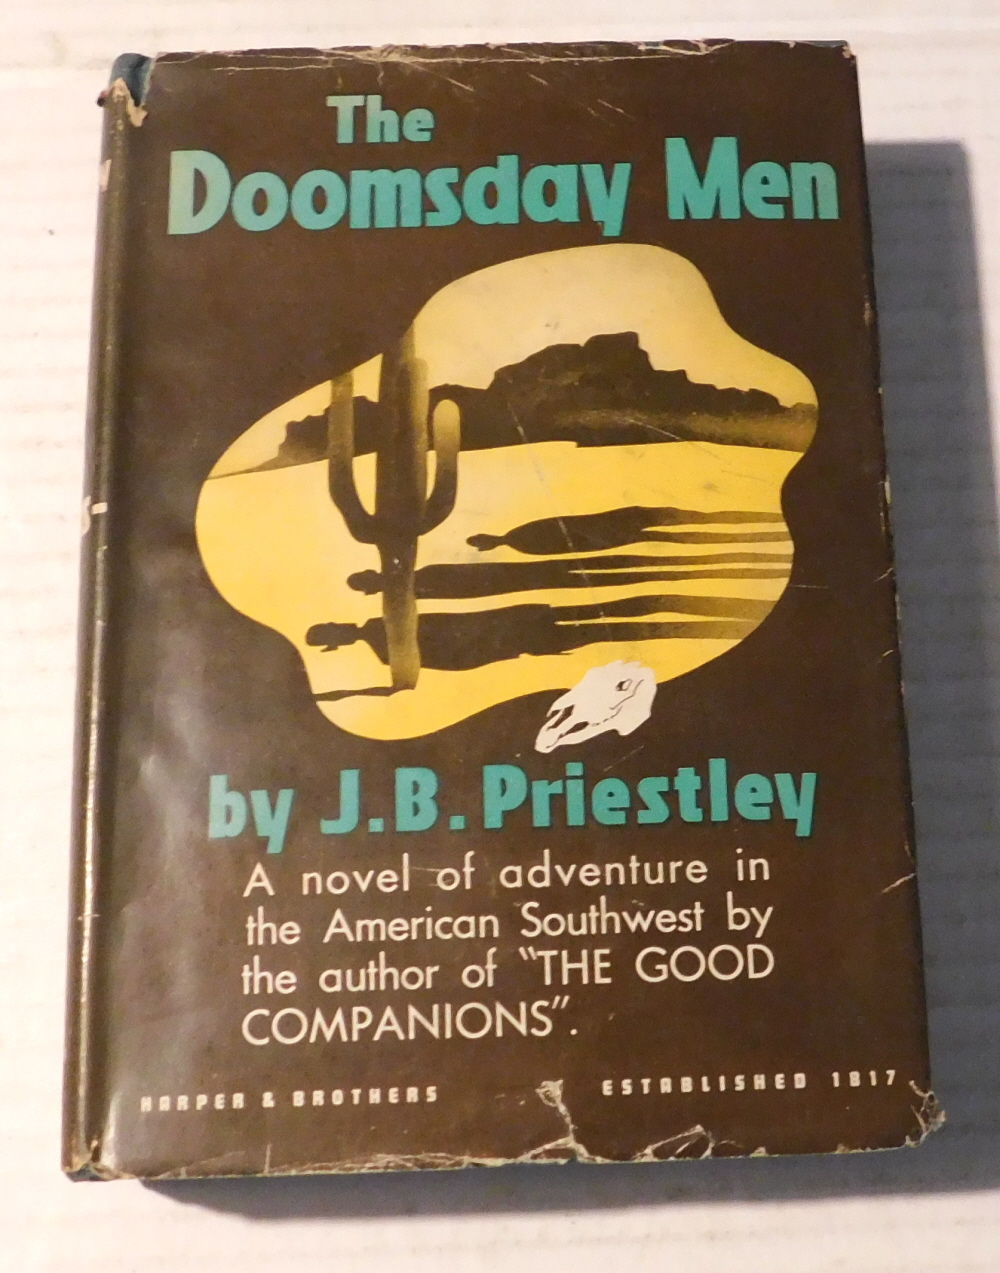 The
Doomsday Men
by J.B. Priestley
A novel of adventure in
the American Southwest by
the author of "THE GOOD
COMPANIONS".
HARPER & BROTHERS ESTABLISHED 1817